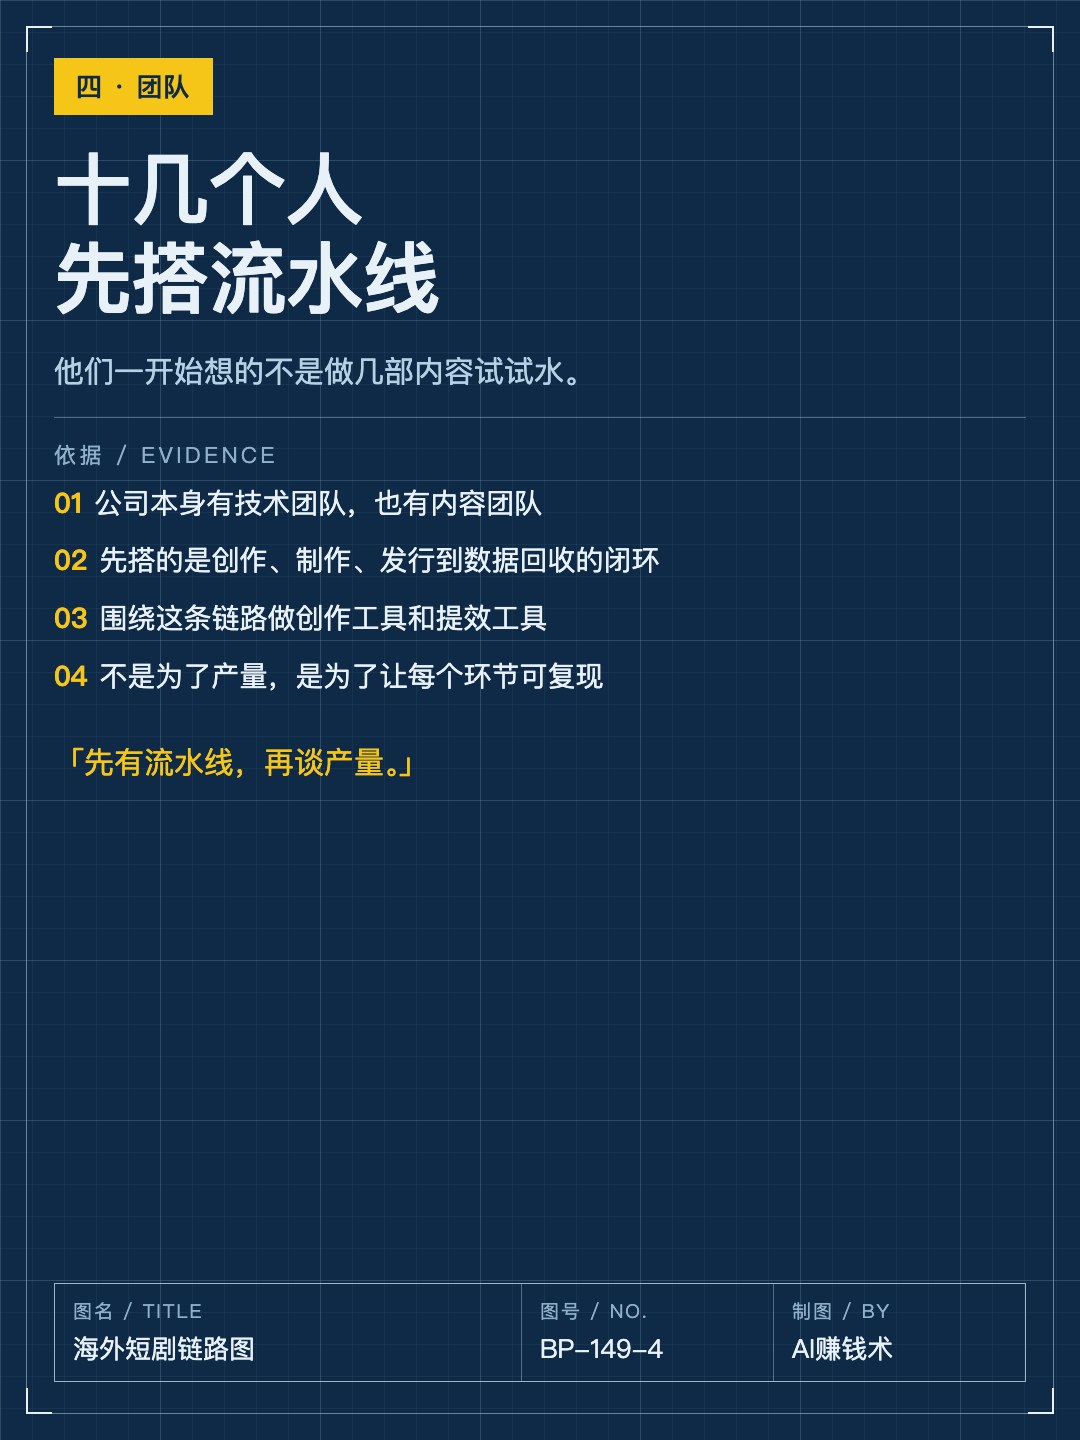 四 · 团队
十几个人
先搭流水线
他们一开始想的不是做几部内容试试水。
依据 / EVIDENCE
01 公司本身有技术团队，也有内容团队
02 先搭的是创作、制作、发行到数据回收的闭环
03 围绕这条链路做创作工具和提效工具
04 不是为了产量，是为了让每个环节可复现
「先有流水线，再谈产量。」
图名 / TITLE
海外短剧链路图
图号 / NO.
BP-149-4
制图 / BY
AI赚钱术